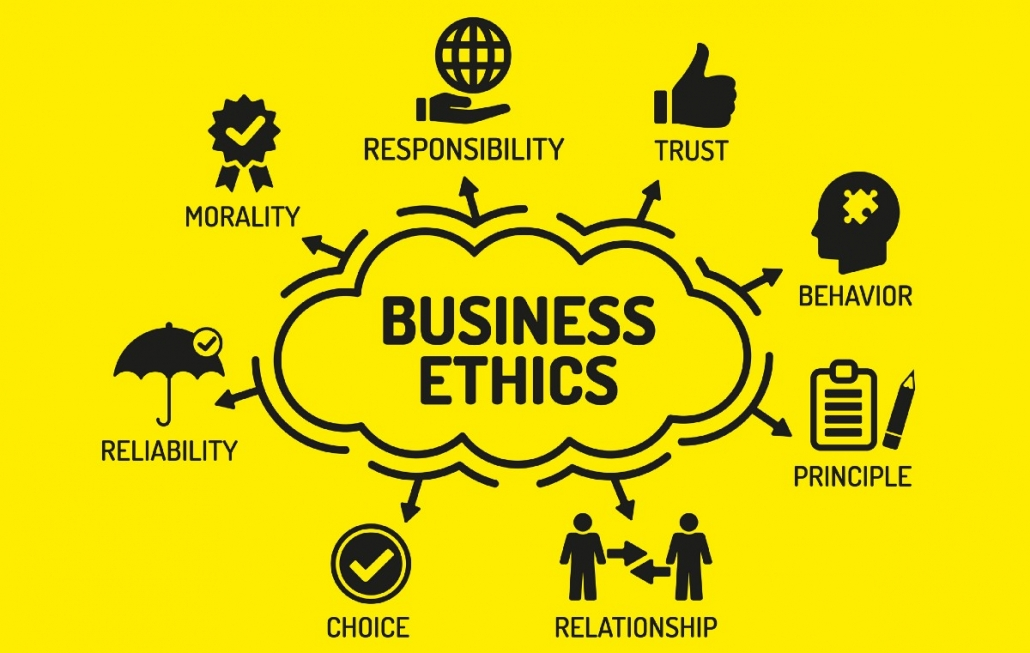 RESPONSIBILITY
TRUST
MORALITY
BEHAVIOR
BUSINESS
ETHICS
RELIABILITY
PRINCIPLE
CHOICE
RELATIONSHIP